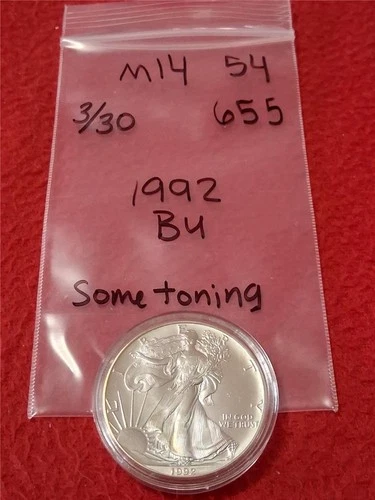 M14 54
3/30 655
1992
BU
Some toning
LIBERTY
IN GOD
WE TRUST
1992